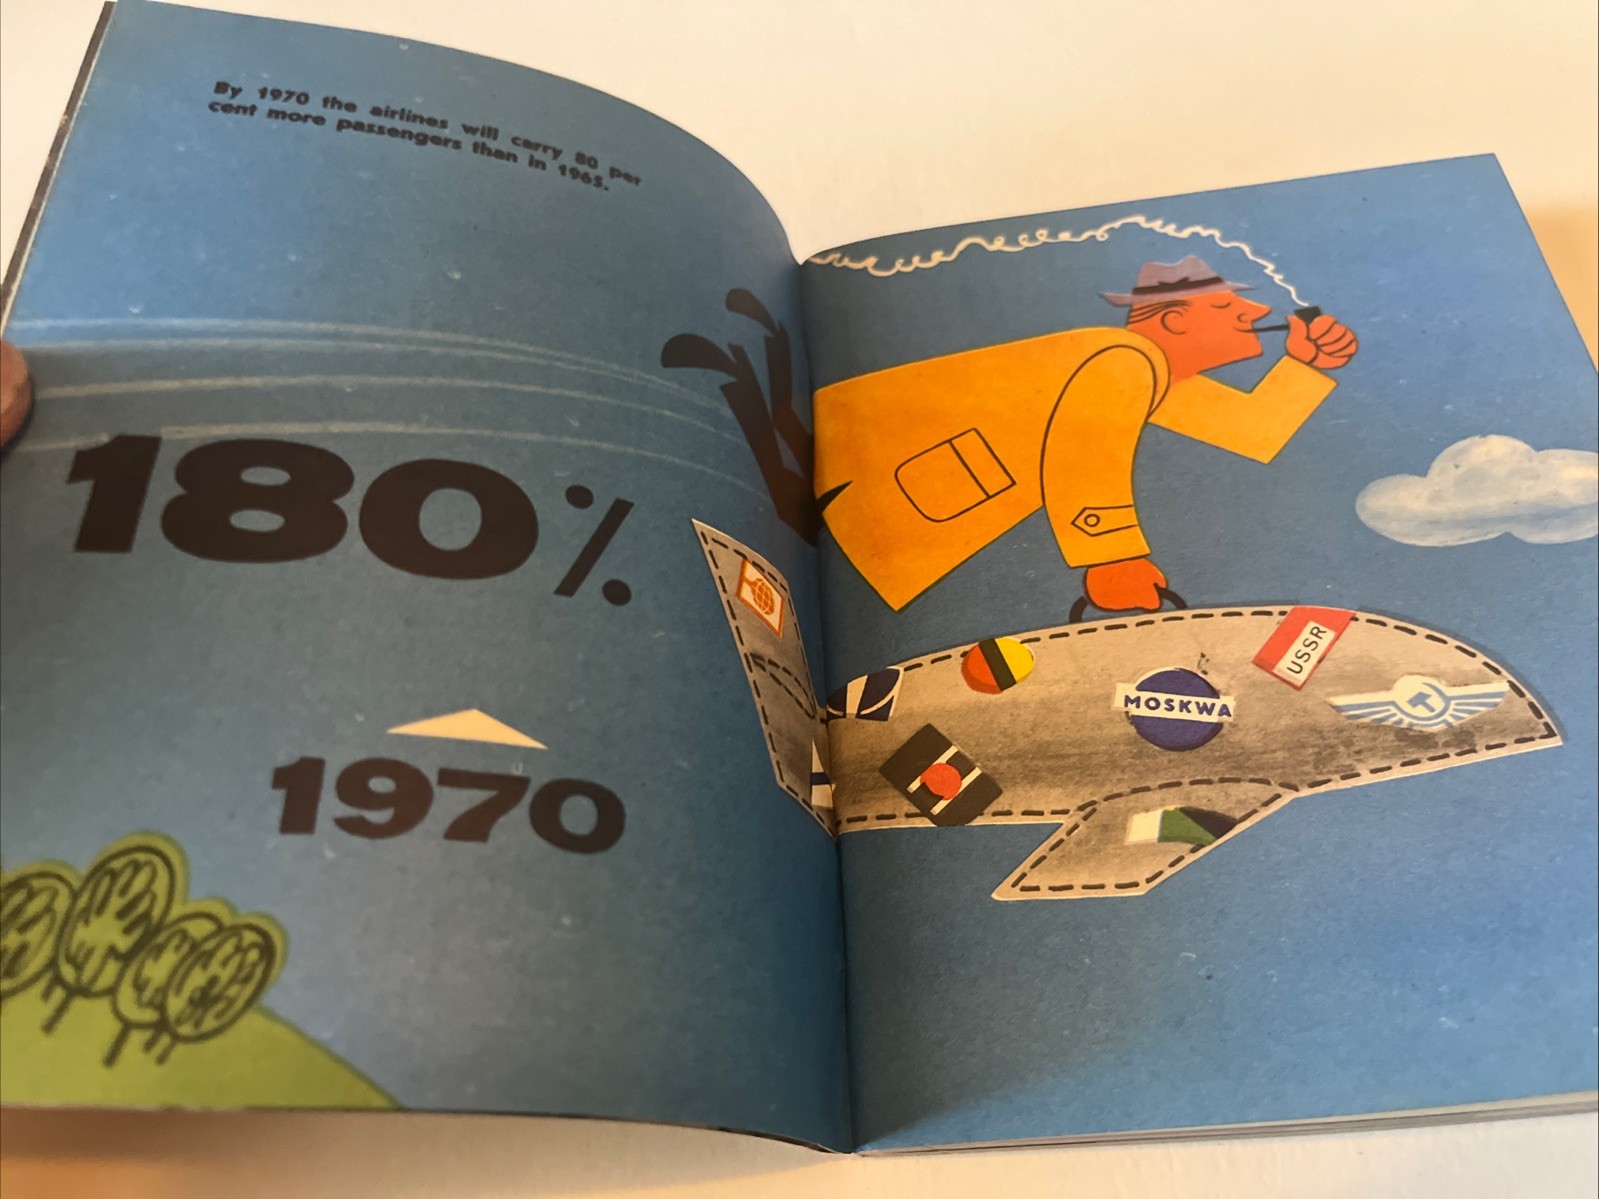 By 1970 the airlines will carry 80 per
cent more passengers than in 1965.
180%
1970
USSR
MOSKWA